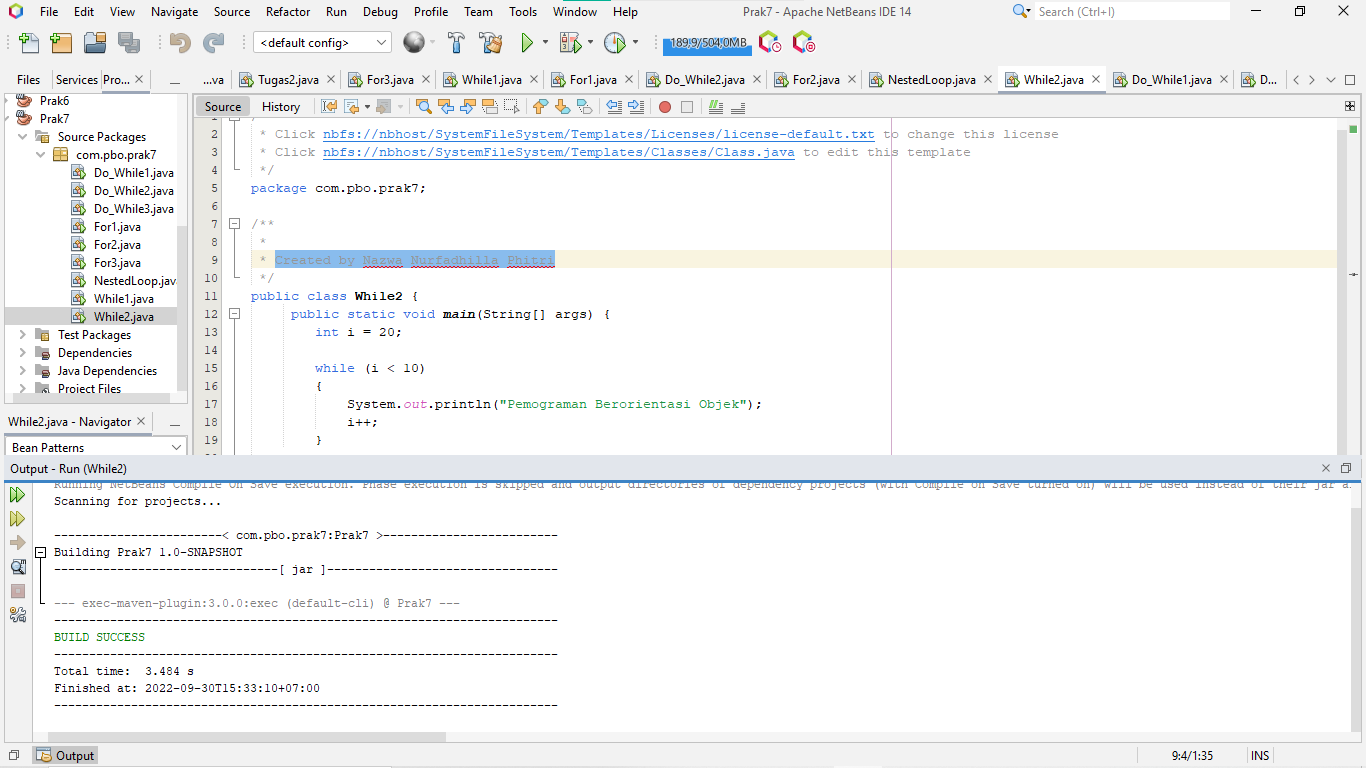 File Edit View Navigate Source Refactor Run Debug Profile Team Tools Window Help Prak7 - Apache NetBeans IDE 14 Search (Ctrl+I)
<default config> 189,9/504,0MB
Files Services Pro... ...va Tugas2.java For3.java While1.java For1.java Do_While2.java For2.java NestedLoop.java While2.java Do_While1.java D...
Source History
Prak6
Prak7
Source Packages
com.pbo.prak7
Do_While1.java
Do_While2.java
Do_While3.java
For1.java
For2.java
For3.java
NestedLoop.java
While1.java
While2.java
Test Packages
Dependencies
Java Dependencies
Project Files
While2.java - Navigator
Bean Patterns
2 * Click nbfs://nbhost/SystemFileSystem/Templates/Licenses/license-default.txt to change this license
3 * Click nbfs://nbhost/SystemFileSystem/Templates/Classes/Class.java to edit this template
4 */
5 package com.pbo.prak7;
6
7 /**
8 *
9 * Created by Nazwa Nurfadhilla Phitri
10 */
11 public class While2 {
12 public static void main(String[] args) {
13 int i = 20;
14
15 while (i < 10)
16 {
17 System.out.println("Pemograman Berorientasi Objek");
18 i++;
19 }
Output - Run (While2)
Running NetBeans Compile On Save execution. Phase execution is skipped and output directories of dependency projects (with Compile on Save turned on) will be used instead of their jar a
Scanning for projects...
------------------------< com.pbo.prak7:Prak7 >-------------------------
Building Prak7 1.0-SNAPSHOT
--------------------------------[ jar ]---------------------------------
--- exec-maven-plugin:3.0.0:exec (default-cli) @ Prak7 ---
------------------------------------------------------------------------
BUILD SUCCESS
------------------------------------------------------------------------
Total time: 3.484 s
Finished at: 2022-09-30T15:33:10+07:00
------------------------------------------------------------------------
Output 9:4/1:35 INS